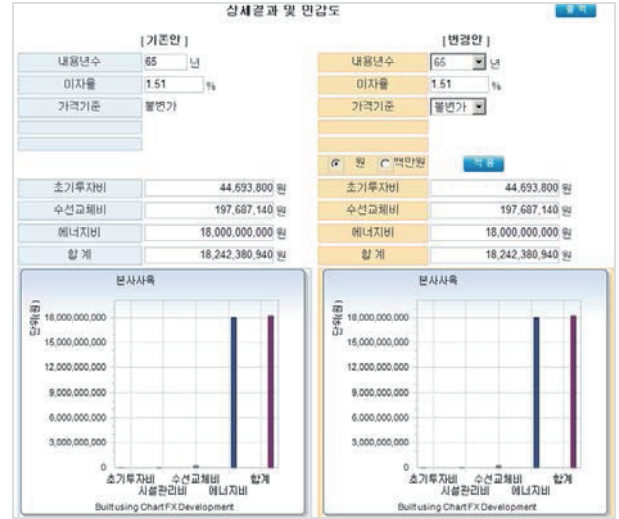 상세결과 및 민감도
출 력
[기존안]
[변경안]
내용년수 65 년
내용년수 65 년
이자율 1.51 %
이자율 1.51 %
가격기준 불변가
가격기준 불변가
원 백만원 적 용
초기투자비 44,693,800 원
초기투자비 44,693,800 원
수선교체비 197,687,140 원
수선교체비 197,687,140 원
에너지비 18,000,000,000 원
에너지비 18,000,000,000 원
합 계 18,242,380,940 원
합 계 18,242,380,940 원
본사사옥
단위(원)
18,000,000,000
15,000,000,000
12,000,000,000
9,000,000,000
6,000,000,000
3,000,000,000
0
초기투자비 수선교체비 합계
시설관리비 에너지비
Built using Chart FX Development
본사사옥
단위(원)
18,000,000,000
15,000,000,000
12,000,000,000
9,000,000,000
6,000,000,000
3,000,000,000
0
초기투자비 수선교체비 합계
시설관리비 에너지비
Built using Chart FX Development